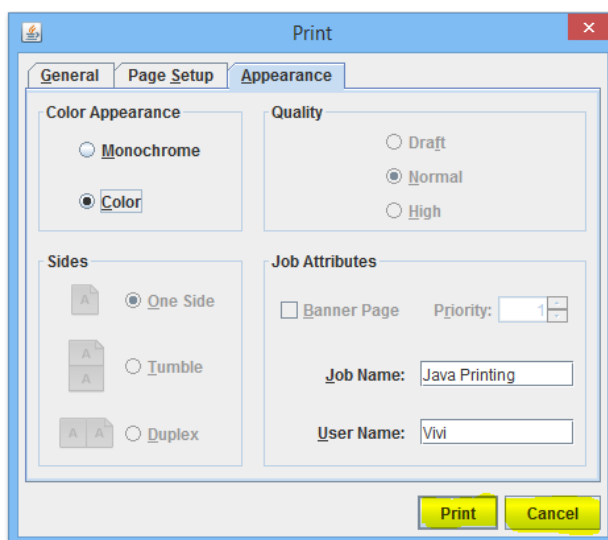 Print
General Page Setup Appearance
Color Appearance
Monochrome
Color
Quality
Draft
Normal
High
Sides
A
One Side
A
A
Tumble
A A
Duplex
Job Attributes
Banner Page Priority: 1
Job Name: Java Printing
User Name: Vivi
Print Cancel